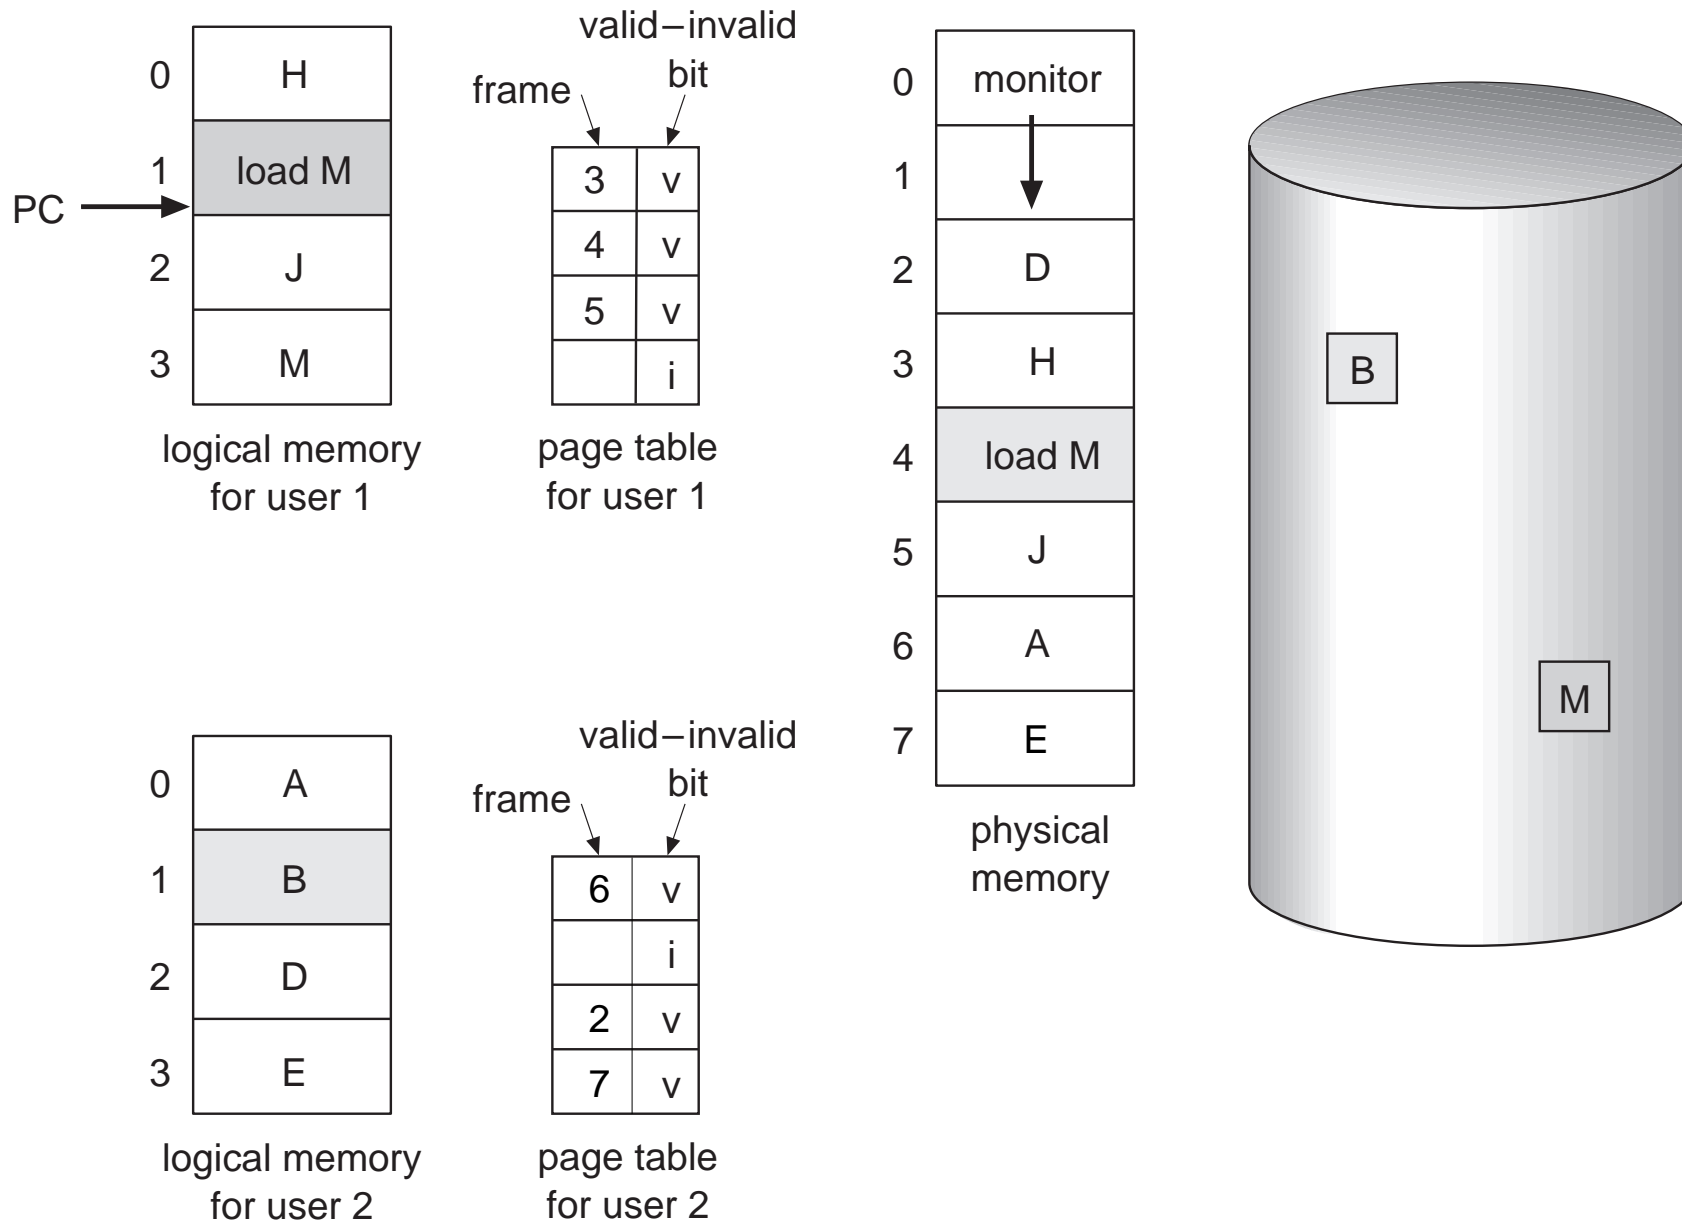 valid–invalid
bit
frame
0 H
1 load M
PC
2 J
3 M
3 v
4 v
5 v
i
logical memory
for user 1
page table
for user 1
0 monitor
1
2 D
3 H
4 load M
5 J
6 A
7 E
physical
memory
B
M
valid–invalid
bit
frame
0 A
1 B
2 D
3 E
6 v
i
2 v
7 v
logical memory
for user 2
page table
for user 2